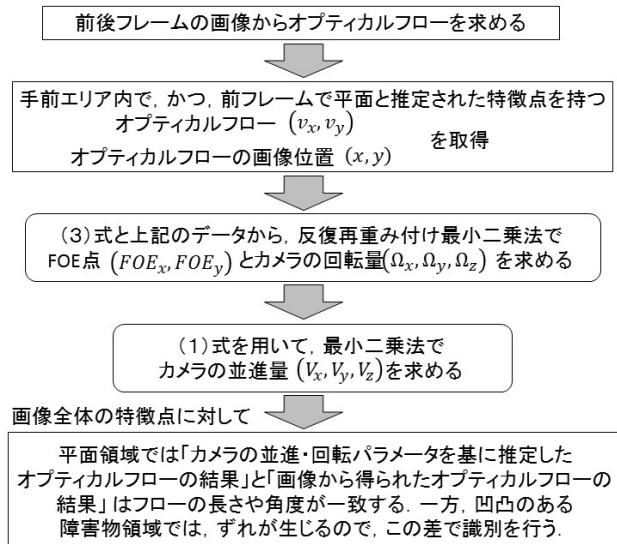 前後フレームの画像からオプティカルフローを求める
手前エリア内で，かつ，前フレームで平面と推定された特徴点を持つ
オプティカルフロー (v_x, v_y)
を取得
オプティカルフローの画像位置 (x, y)
(3)式と上記のデータから，反復再重み付け最小二乗法で
FOE点 (FOE_x, FOE_y) とカメラの回転量(Ω_x, Ω_y, Ω_z) を求める
(1)式を用いて，最小二乗法で
カメラの並進量 (V_x, V_y, V_z)を求める
画像全体の特徴点に対して
平面領域では「カメラの並進・回転パラメータを基に推定した
オプティカルフローの結果」と「画像から得られたオプティカルフローの
結果」はフローの長さや角度が一致する．一方，凹凸のある
障害物領域では，ずれが生じるので，この差で識別を行う．